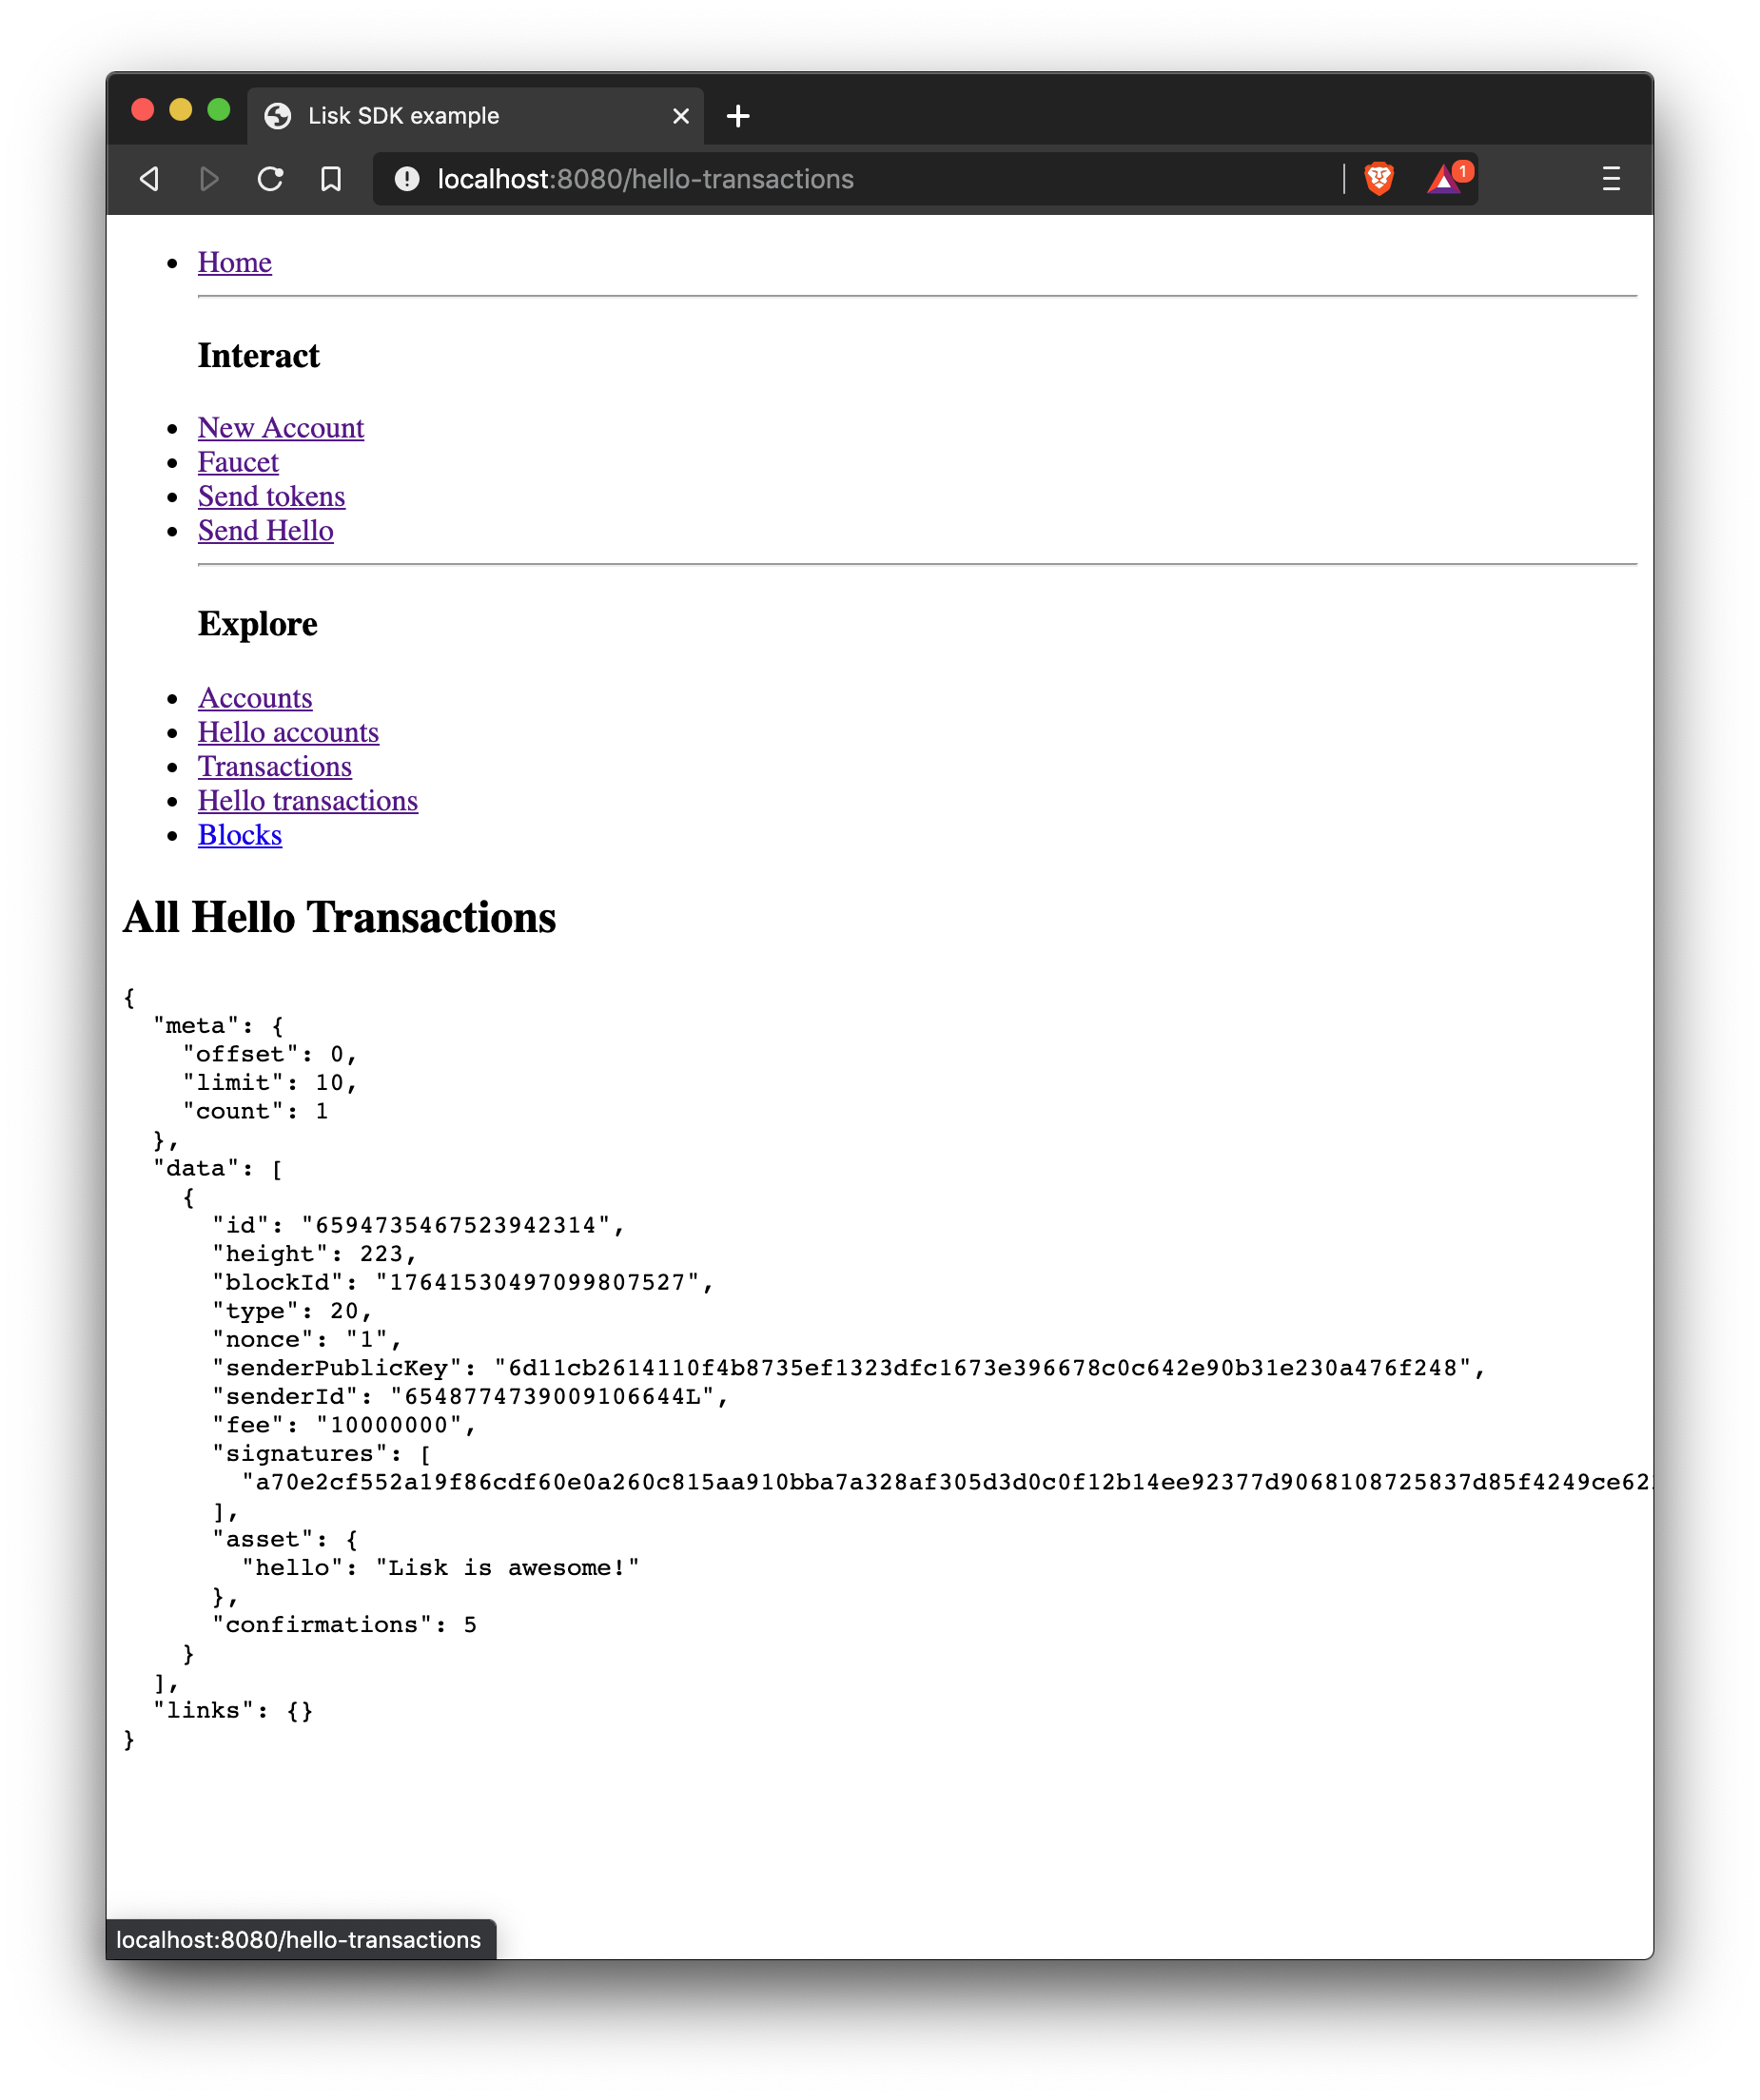 Lisk SDK example
localhost:8080/hello-transactions
1
Home
Interact
New Account
Faucet
Send tokens
Send Hello
Explore
Accounts
Hello accounts
Transactions
Hello transactions
Blocks
All Hello Transactions
{
"meta": {
"offset": 0,
"limit": 10,
"count": 1
},
"data": [
{
"id": "6594735467523942314",
"height": 223,
"blockId": "17641530497099807527",
"type": 20,
"nonce": "1",
"senderPublicKey": "6d11cb2614110f4b8735ef1323dfc1673e396678c0c642e90b31e230a476f248",
"senderId": "6548774739009106644L",
"fee": "10000000",
"signatures": [
"a70e2cf552a19f86cdf60e0a260c815aa910bba7a328af305d3d0c0f12b14ee92377d9068108725837d85f4249ce62
],
"asset": {
"hello": "Lisk is awesome!"
},
"confirmations": 5
}
],
"links": {}
}
localhost:8080/hello-transactions